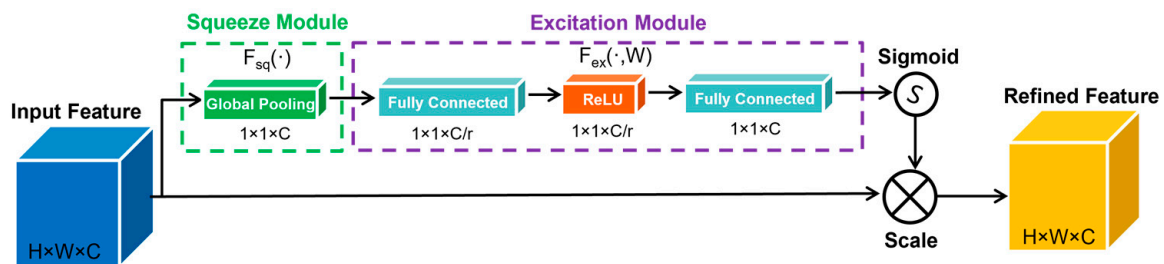 Squeeze Module
Excitation Module
F_sq(·)
F_ex(·,W)
Sigmoid
Global Pooling
Fully Connected
ReLU
Fully Connected
S
Input Feature
Refined Feature
1×1×C
1×1×C/r
1×1×C/r
1×1×C
H×W×C
Scale
H×W×C